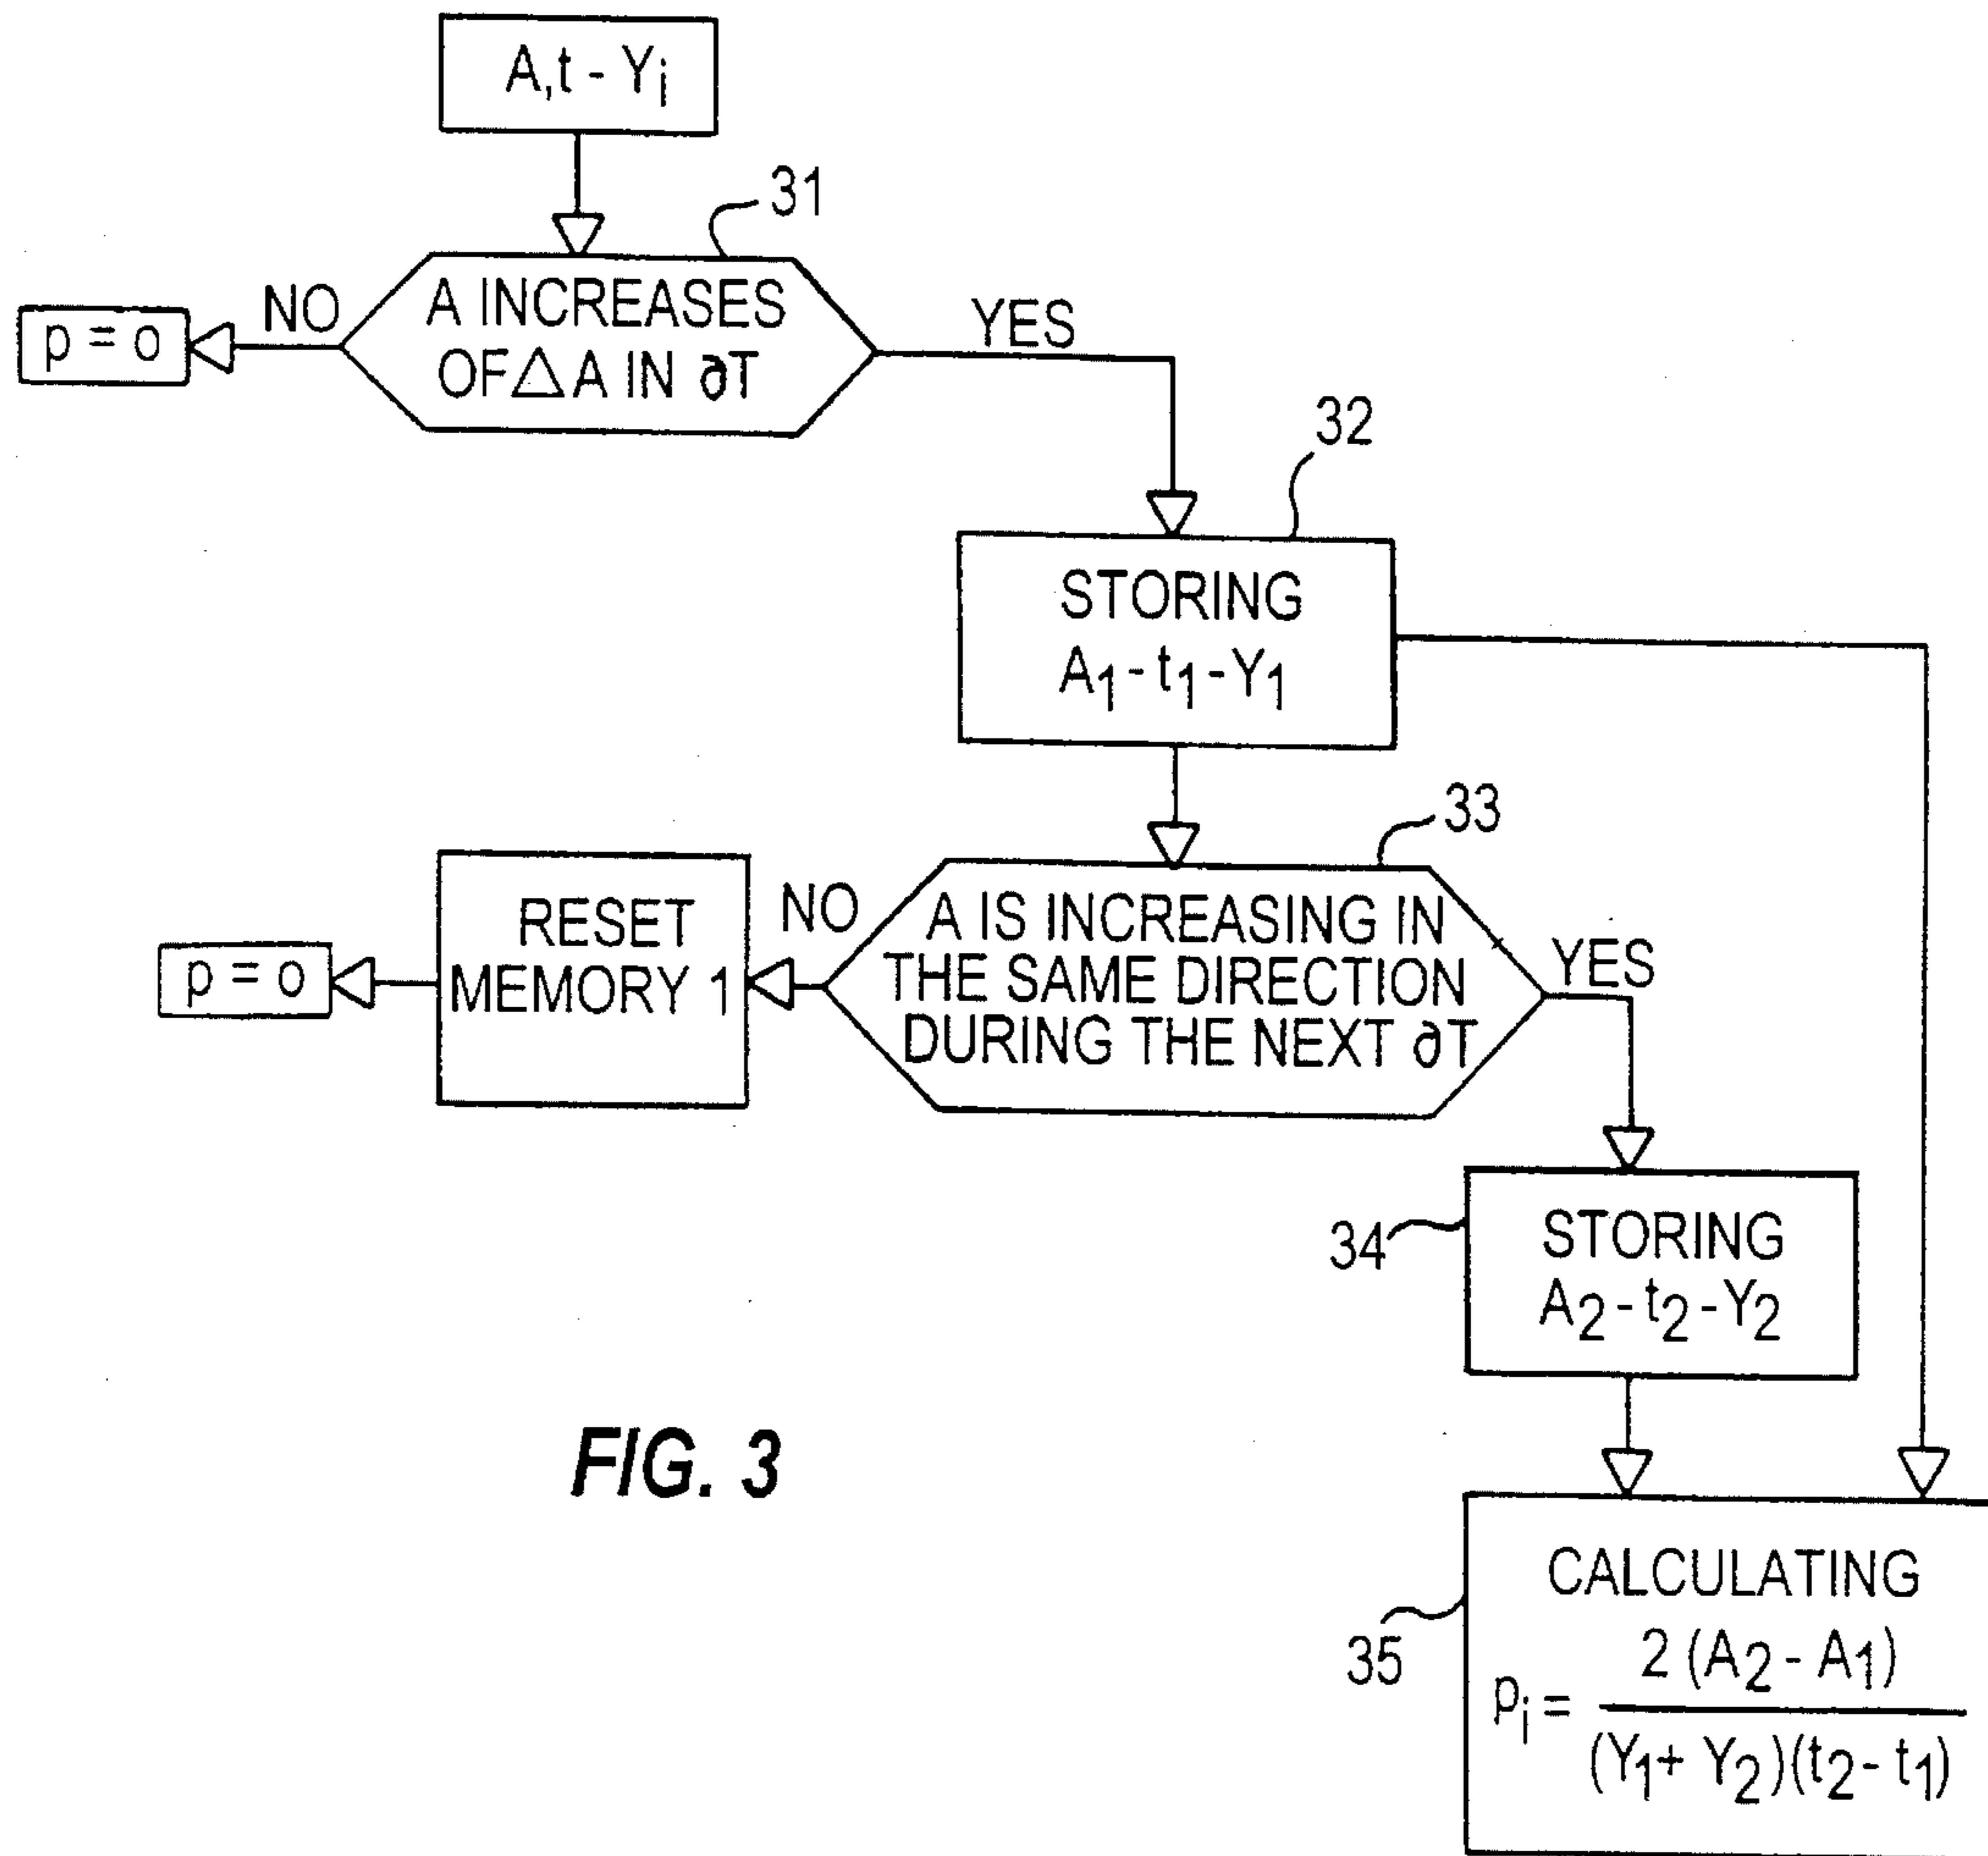 A,t - Yi
31
NO
A INCREASES
OF△A IN ∂T
YES
p = o
32
STORING
A1 - t1 - Y1
33
NO
A IS INCREASING IN
THE SAME DIRECTION
DURING THE NEXT ∂T
YES
RESET
MEMORY 1
p = o
34
STORING
A2 - t2 - Y2
FIG. 3
35
CALCULATING
pi = 2 (A2 - A1) / (Y1 + Y2)(t2 - t1)